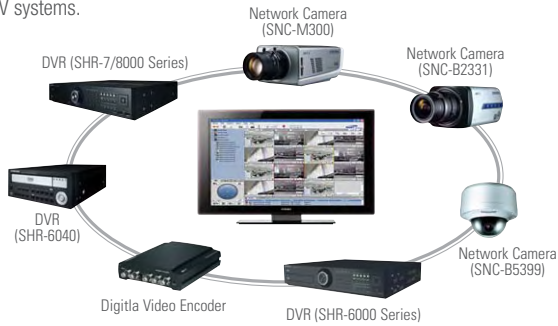 V systems.
Network Camera
(SNC-M300)
DVR (SHR-7/8000 Series)
Network Camera
(SNC-B2331)
DVR
(SHR-6040)
Network Camera
(SNC-B5399)
Digitla Video Encoder
DVR (SHR-6000 Series)